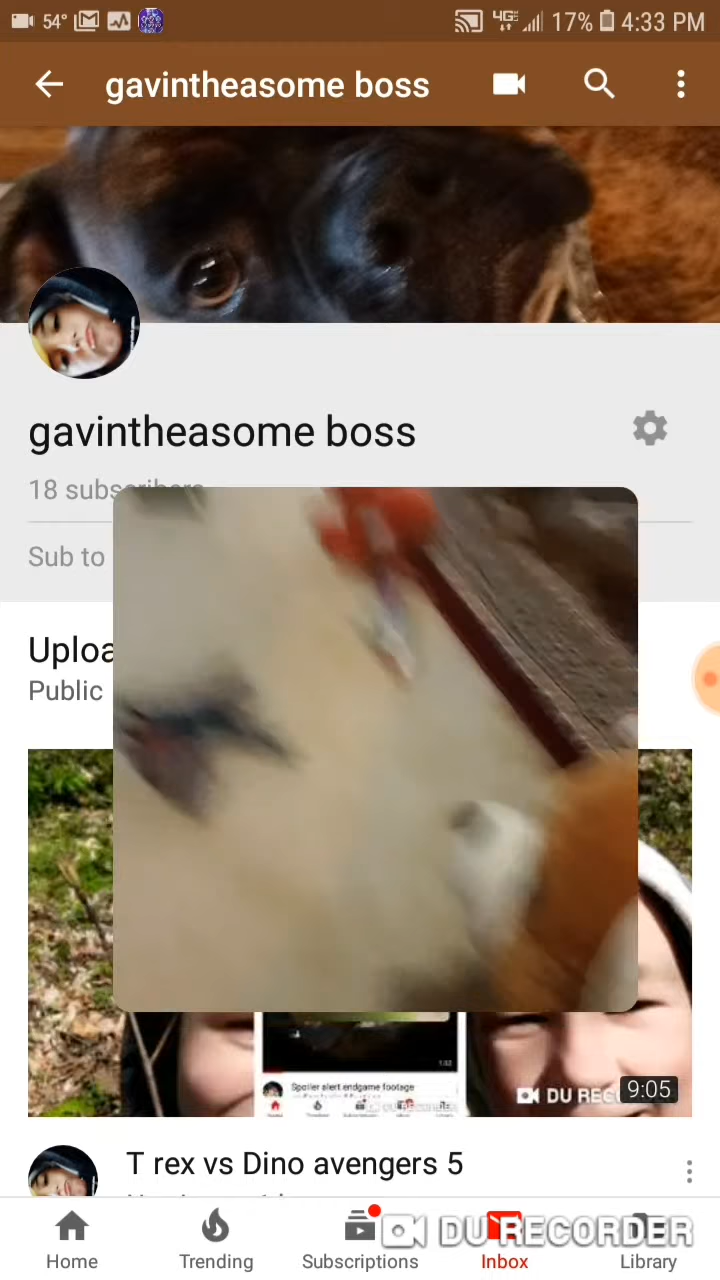 54° 4G 17% 4:33 PM
gavintheasome boss
gavintheasome boss
18 subscribers
Sub to
Uploa
Public
Spoiler alert endgame footage
DU REC 9:05
T rex vs Dino avengers 5
DU RECORDER
Home Trending Subscriptions Inbox Library